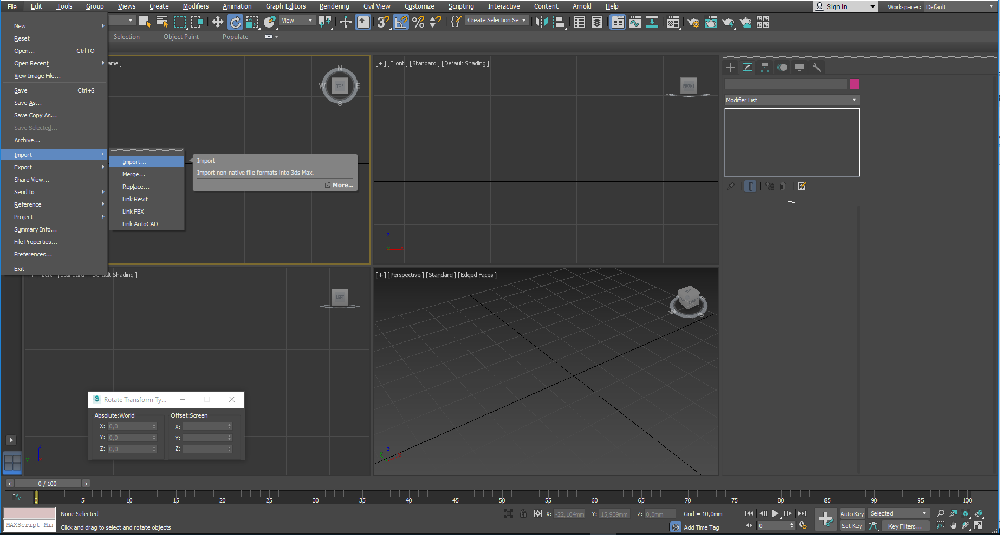 File Edit Tools Group Views Create Modifiers Animation Graph Editors Rendering Civil View Customize Scripting Interactive Content Arnold Help Sign In Workspaces: Default
View
Create Selection Se
Selection Object Paint Populate
New
Reset
Open... Ctrl+O
Open Recent
View Image File...
Save Ctrl+S
Save As...
Save Copy As...
Save Selected...
Archive...
Import
Export
Share View...
Send to
Reference
Project
Summary Info...
File Properties...
Preferences...
Exit
Import...
Merge...
Replace...
Link Revit
Link FBX
Link AutoCAD
Import
Import non-native file formats into 3ds Max.
More...
ame ]
N
W TOP E
S
[+] [Front ] [Standard ] [Default Shading ]
FRONT
z
y x
Modifier List
[+] [Left ] [Standard ] [Default Shading ]
LEFT
z
y
[+] [Perspective ] [Standard ] [Edged Faces ]
TOP
FRONT
W S
z
y x
3 Rotate Transform Ty...
Absolute:World Offset:Screen
X: 0,0 X:
Y: 0,0 Y:
Z: 0,0 Z:
< 0 / 100 >
0 5 10 15 20 25 30 35 40 45 50 55 60 65 70 75 80 85 90 95 100
None Selected
X: -22,104mm Y: 15,939mm Z: 0,0mm Grid = 10,0mm
Auto Key Selected
MAXScript Mi
Click and drag to select and rotate objects
Add Time Tag
0
Set Key Key Filters...